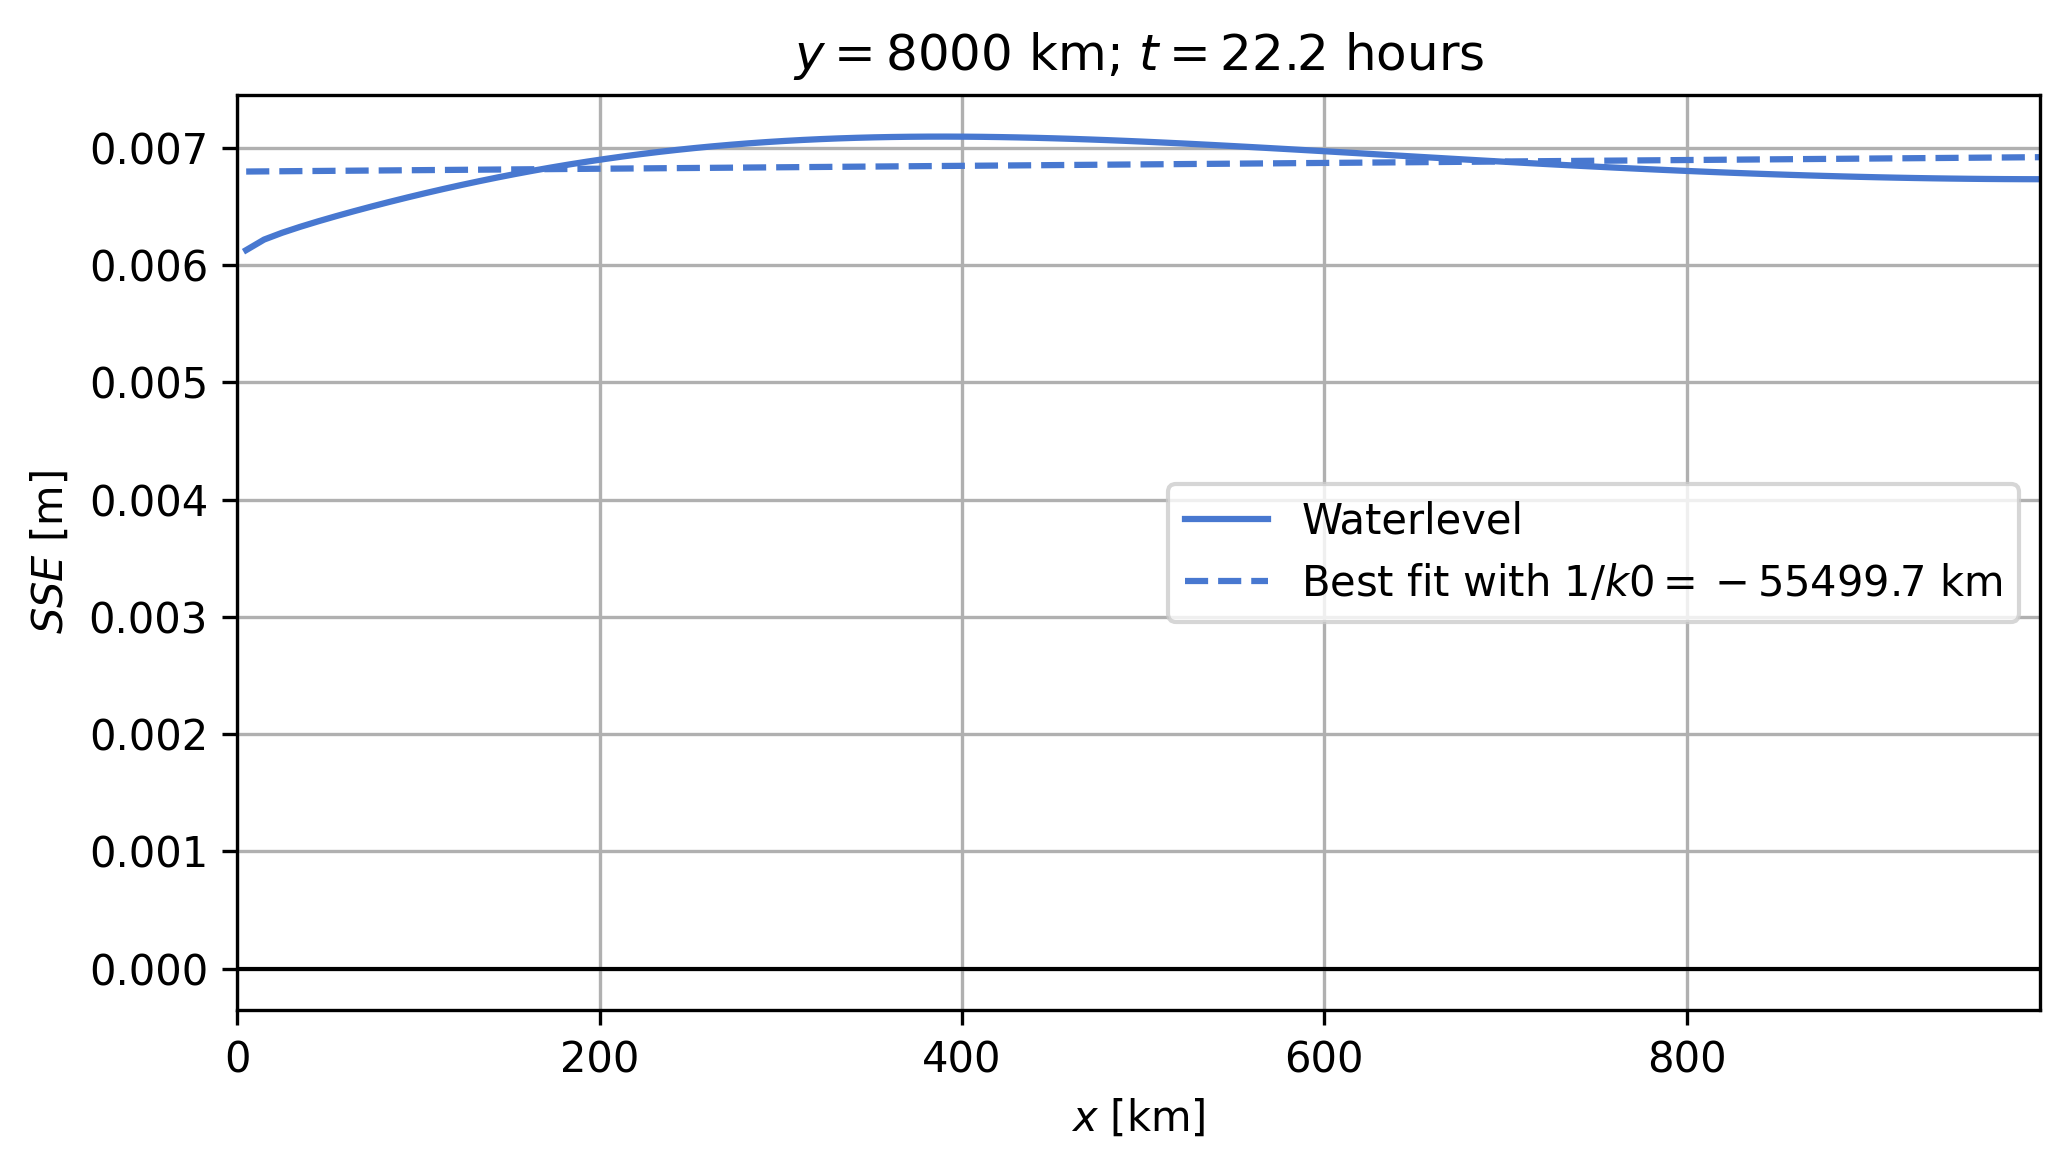 y = 8000 km; t = 22.2 hours
SSE [m]
0.007
0.006
0.005
0.004
0.003
0.002
0.001
0.000
Waterlevel
Best fit with 1/k0 = −55499.7 km
0 200 400 600 800
x [km]